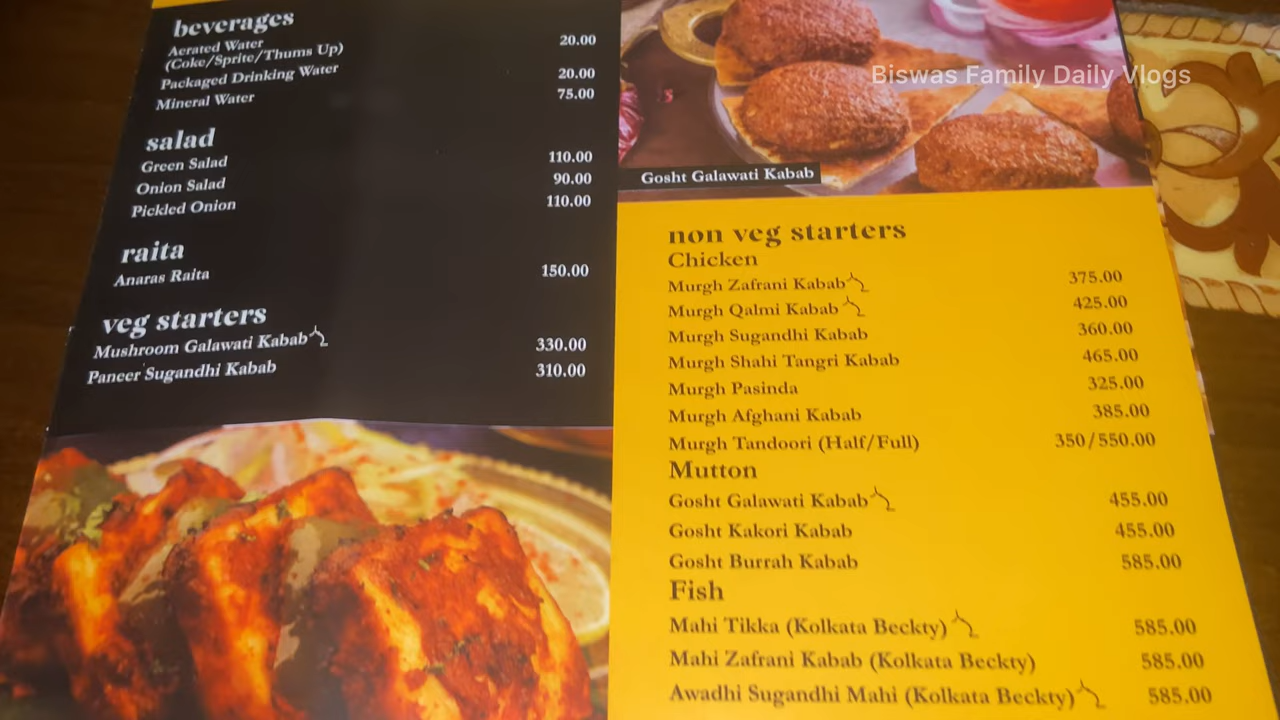 beverages
Aerated Water
(Coke/Sprite/Thums Up) 20.00
Packaged Drinking Water 20.00
Mineral Water 75.00
salad
Green Salad 110.00
Onion Salad 90.00
Pickled Onion 110.00
raita
Anaras Raita 150.00
veg starters
Mushroom Galawati Kabab 330.00
Paneer Sugandhi Kabab 310.00
Biswas Family Daily Vlogs
Gosht Galawati Kabab
non veg starters
Chicken
Murgh Zafrani Kabab 375.00
Murgh Qalmi Kabab 425.00
Murgh Sugandhi Kabab 360.00
Murgh Shahi Tangri Kabab 465.00
Murgh Pasinda 325.00
Murgh Afghani Kabab 385.00
Murgh Tandoori (Half/Full) 350/550.00
Mutton
Gosht Galawati Kabab 455.00
Gosht Kakori Kabab 455.00
Gosht Burrah Kabab 585.00
Fish
Mahi Tikka (Kolkata Beckty) 585.00
Mahi Zafrani Kabab (Kolkata Beckty) 585.00
Awadhi Sugandhi Mahi (Kolkata Beckty) 585.00